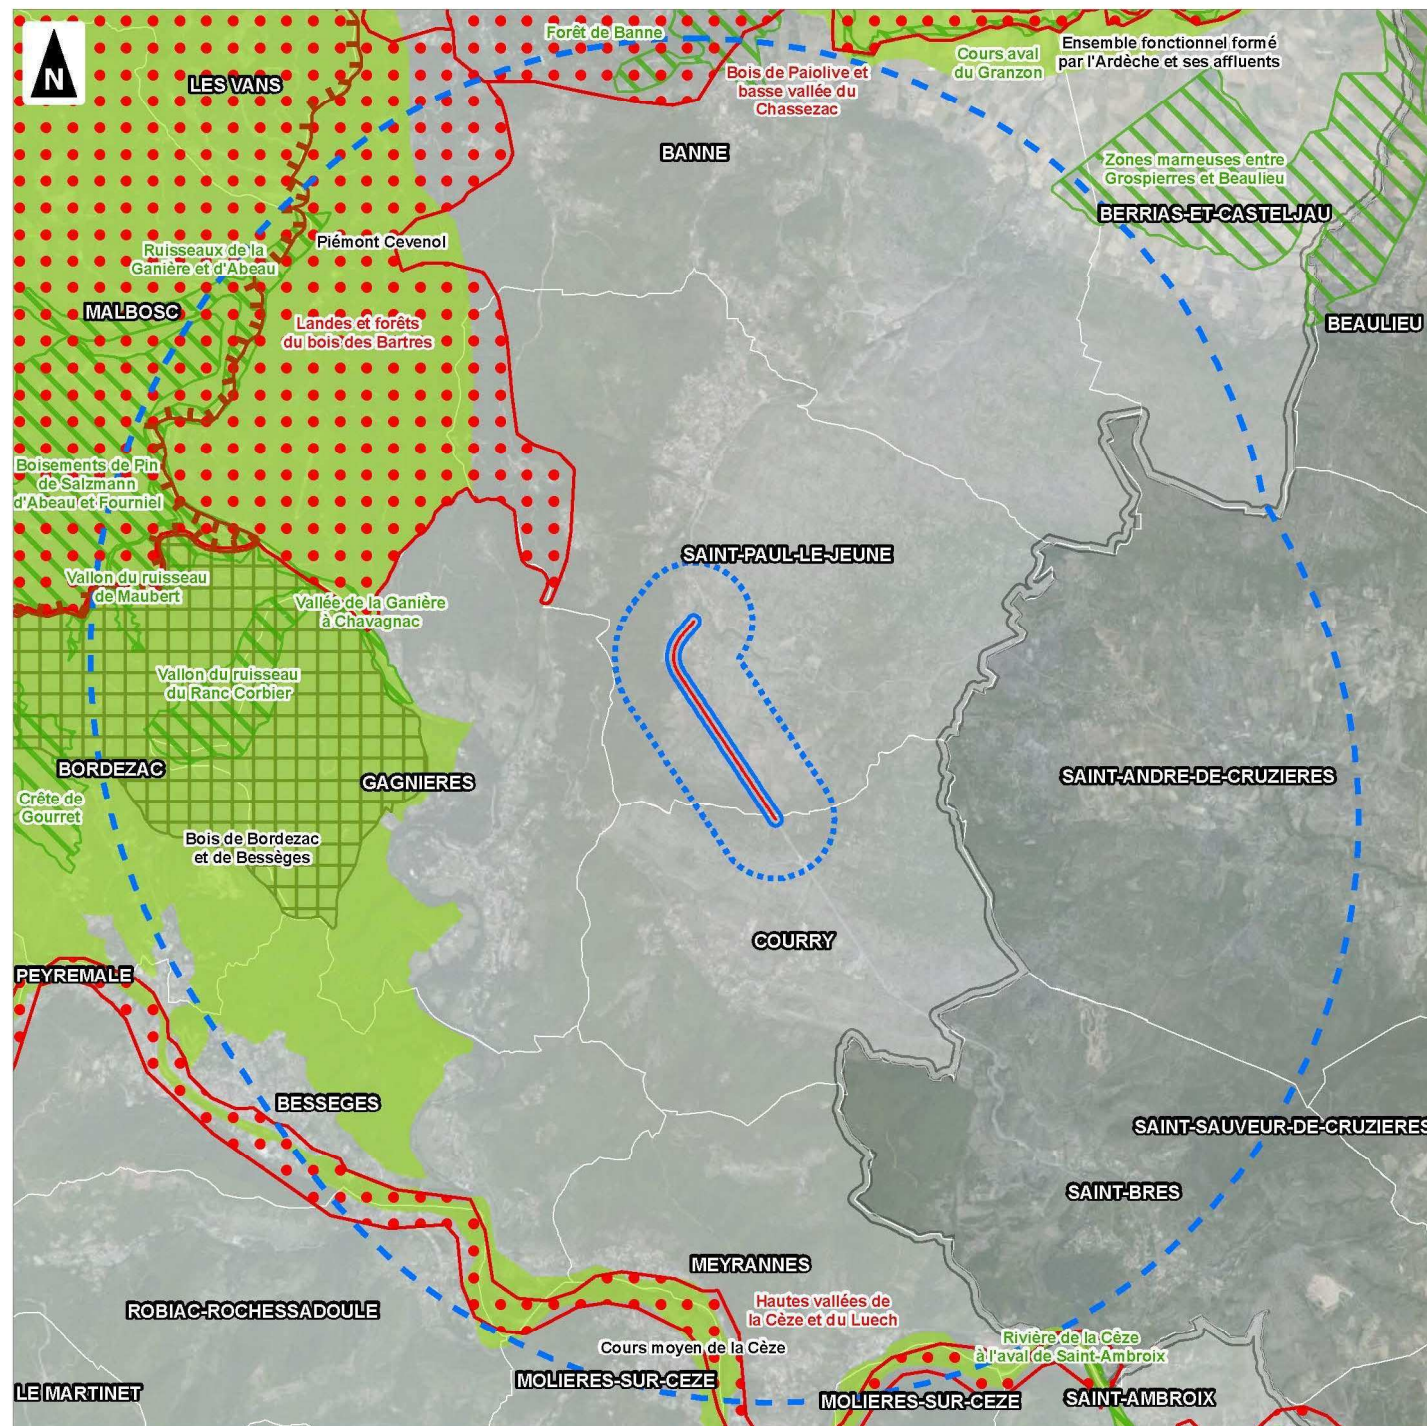 N
Forêt de Banne
Cours aval
du Granzon
Ensemble fonctionnel formé
par l'Ardèche et ses affluents
LES VANS
Bois de Paiolive et
basse vallée du
Chassezac
BANNE
Zones marneuses entre
Grospierres et Beaulieu
BERRIAS-ET-CASTELJAU
Piémont Cevenol
Ruisseaux de la
Ganière et d'Abeau
MALBOSC
Landes et forêts
du bois des Bartres
BEAULIEU
Boisements de Pin
de Salzmann
d'Abeau et Fourniel
SAINT-PAUL-LE-JEUNE
Vallon du ruisseau
de Maubert
Vallée de la Ganière
à Chavagnac
Vallon du ruisseau
du Ranc Corbier
BORDEZAC
GAGNIERES
SAINT-ANDRE-DE-CRUZIERES
Crête de
Gourret
Bois de Bordezac
et de Bessèges
COURRY
PEYREMALE
BESSEGES
SAINT-SAUVEUR-DE-CRUZIERES
SAINT-BRES
MEYRANNES
Hautes vallées de
la Cèze et du Luech
ROBIAC-ROCHESSADOULE
Cours moyen de la Cèze
Rivière de la Cèze
à l'aval de Saint-Ambroix
LE MARTINET
MOLIERES-SUR-CEZE
MOLIERES-SUR-CEZE
SAINT-AMBROIX